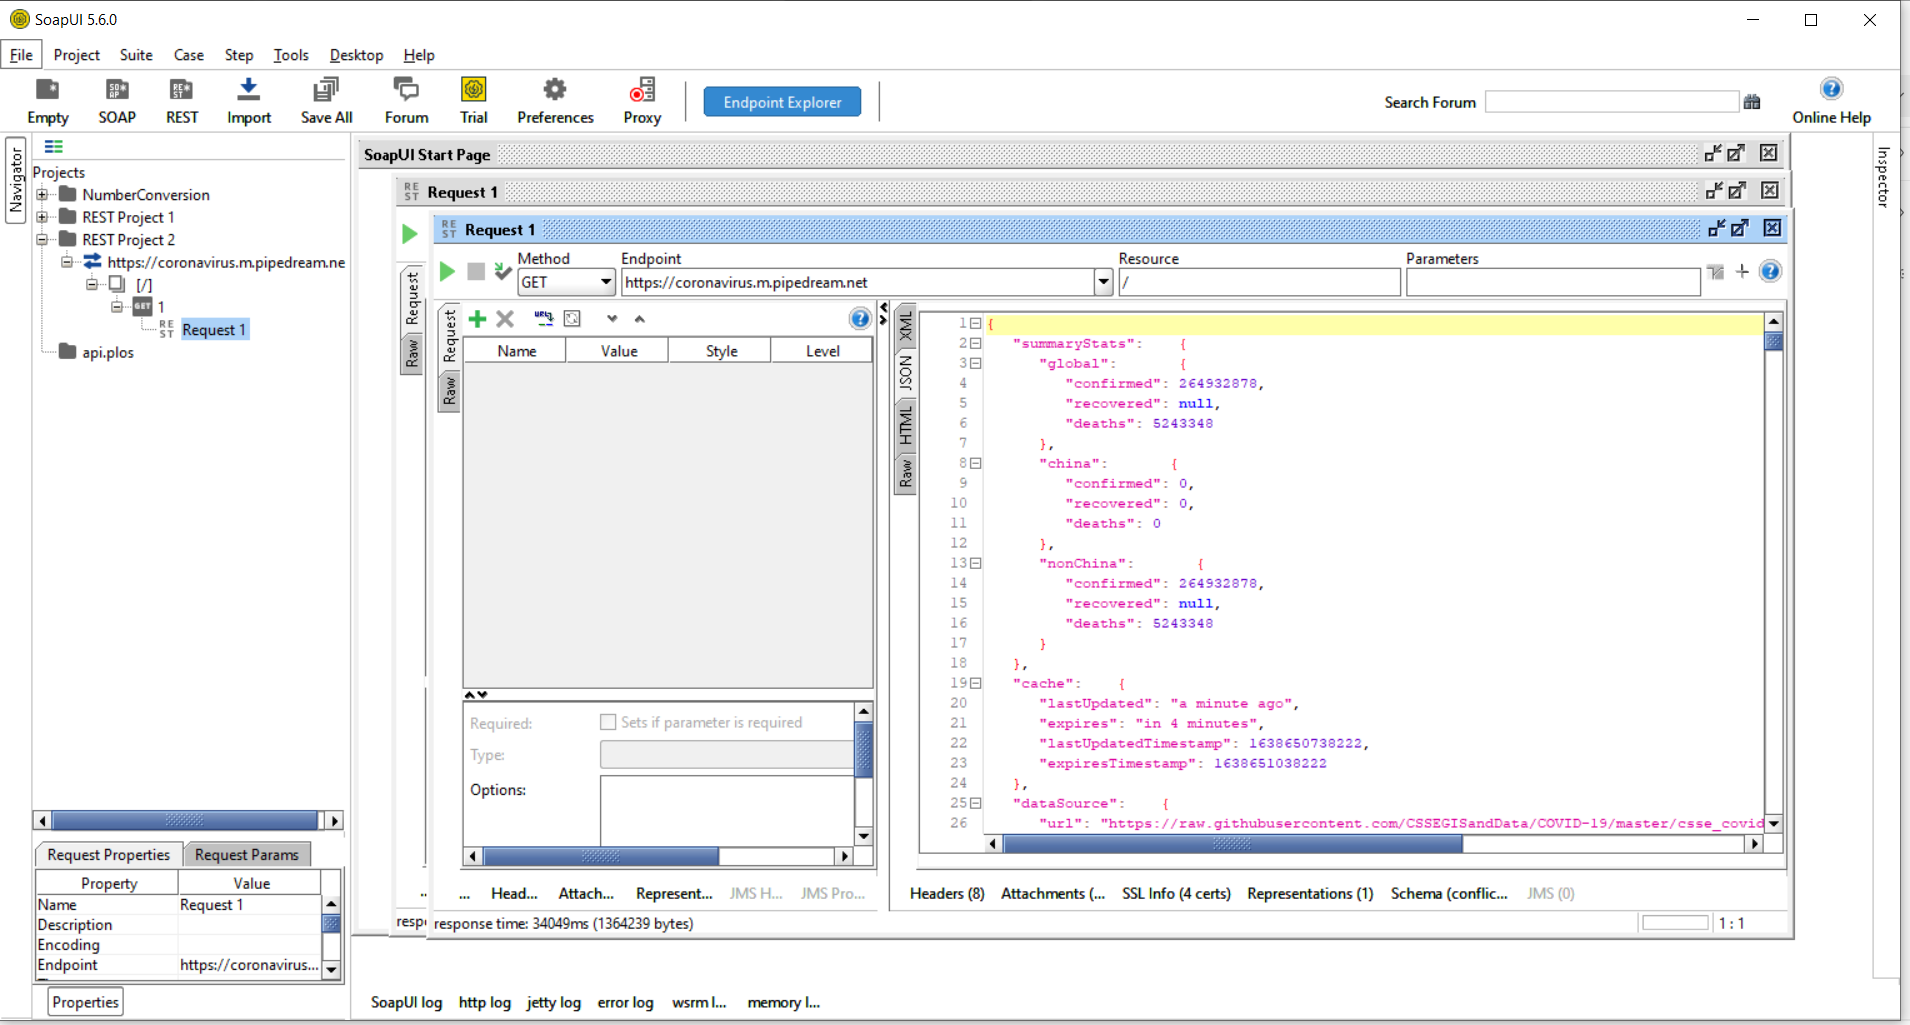 SoapUI 5.6.0
File Project Suite Case Step Tools Desktop Help
Empty SOAP REST Import Save All Forum Trial Preferences Proxy Endpoint Explorer Search Forum Online Help
Navigator
Projects
NumberConversion
REST Project 1
REST Project 2
https://coronavirus.m.pipedream.ne
[/]
GET 1
REST Request 1
api.plos
Request Properties Request Params
Property Value
Name Request 1
Description
Encoding
Endpoint https://coronavirus...
Properties
SoapUI Start Page
REST Request 1
Request
Raw
resp
REST Request 1
Method Endpoint Resource Parameters
GET https://coronavirus.m.pipedream.net /
Request
Raw
Name Value Style Level
Required: Sets if parameter is required
Type:
Options:
... Head... Attach... Represent... JMS H... JMS Pro...
XML
JSON
HTML
Raw
1 {
2 "summaryStats": {
3 "global": {
4 "confirmed": 264932878,
5 "recovered": null,
6 "deaths": 5243348
7 },
8 "china": {
9 "confirmed": 0,
10 "recovered": 0,
11 "deaths": 0
12 },
13 "nonChina": {
14 "confirmed": 264932878,
15 "recovered": null,
16 "deaths": 5243348
17 }
18 },
19 "cache": {
20 "lastUpdated": "a minute ago",
21 "expires": "in 4 minutes",
22 "lastUpdatedTimestamp": 1638650738222,
23 "expiresTimestamp": 1638651038222
24 },
25 "dataSource": {
26 "url": "https://raw.githubusercontent.com/CSSEGISandData/COVID-19/master/csse_covid
Headers (8) Attachments (... SSL Info (4 certs) Representations (1) Schema (conflic... JMS (0)
response time: 34049ms (1364239 bytes) 1 : 1
SoapUI log http log jetty log error log wsrm l... memory l...
Inspector